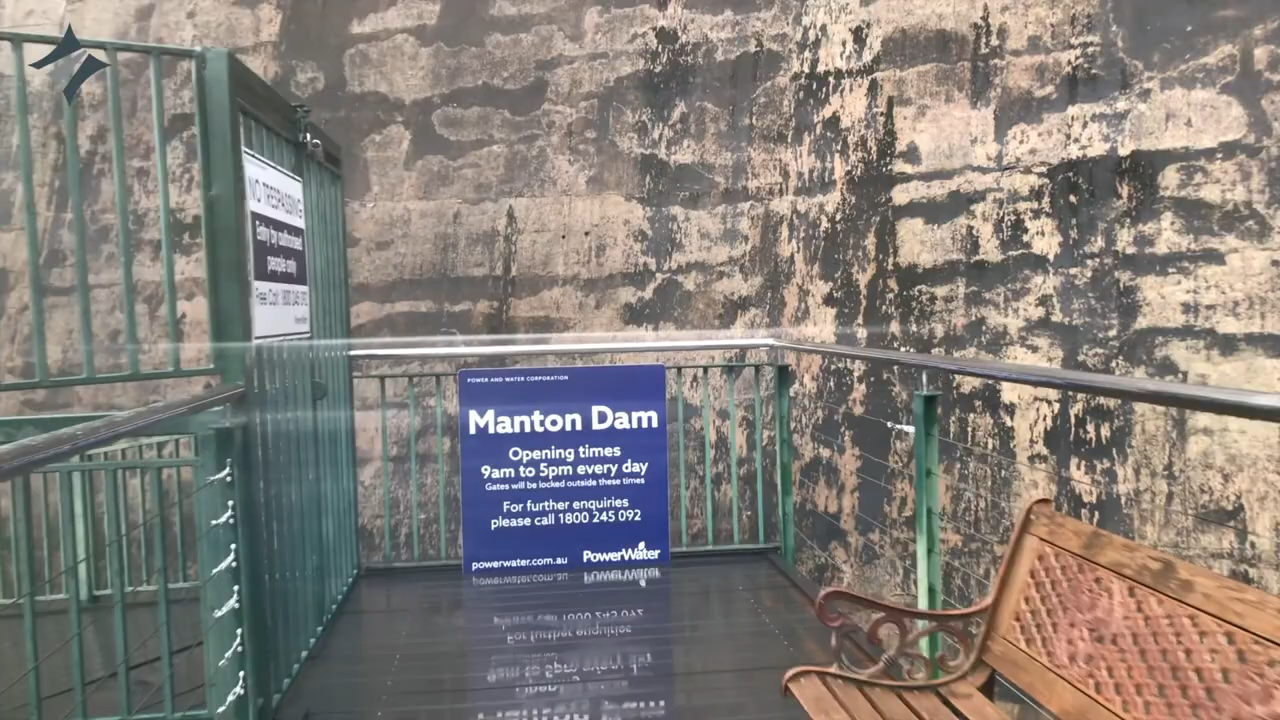 NO TRESPASSING
Entry by authorised
people only
POWER AND WATER CORPORATION
Manton Dam
Opening times
9am to 5pm every day
Gates will be locked outside these times
For further enquiries
please call 1800 245 092
powerwater.com.au
PowerWater